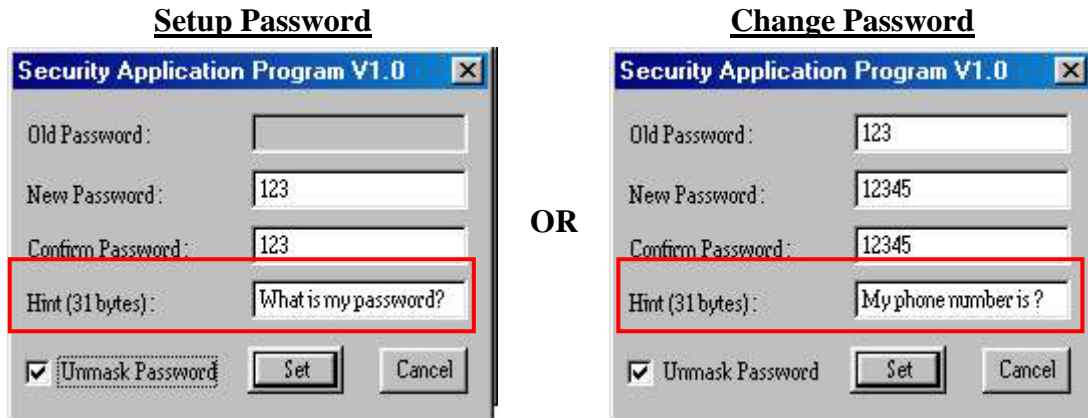 Setup Password
Security Application Program V1.0
Old Password:
New Password: 123
Confirm Password: 123
Hint (31 bytes): What is my password?
Unmask Password Set Cancel
OR
Change Password
Security Application Program V1.0
Old Password: 123
New Password: 12345
Confirm Password: 12345
Hint (31 bytes): My phone number is ?
Unmask Password Set Cancel